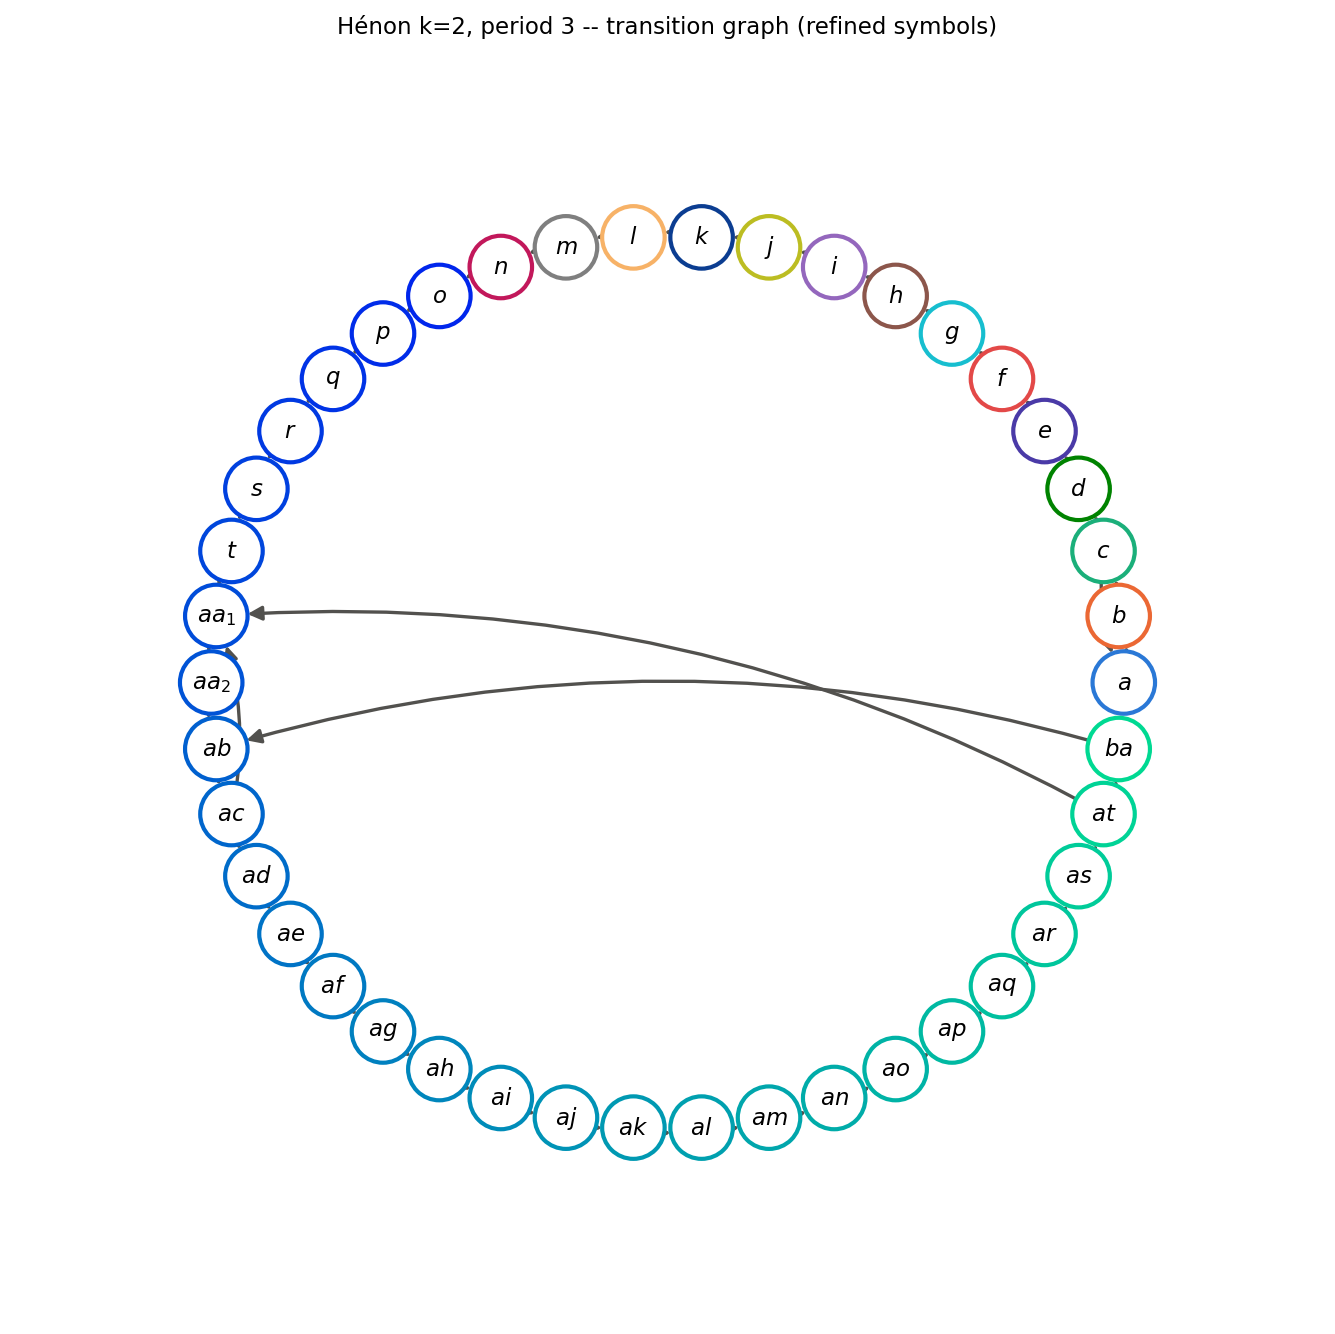 Hénon k=2, period 3 -- transition graph (refined symbols)
l
k
m
j
n
i
o
h
p
g
q
f
r
e
s
d
t
c
aa₁
b
aa₂
a
ab
ba
ac
at
ad
as
ae
ar
af
aq
ag
ap
ah
ao
ai
an
aj
am
ak
al